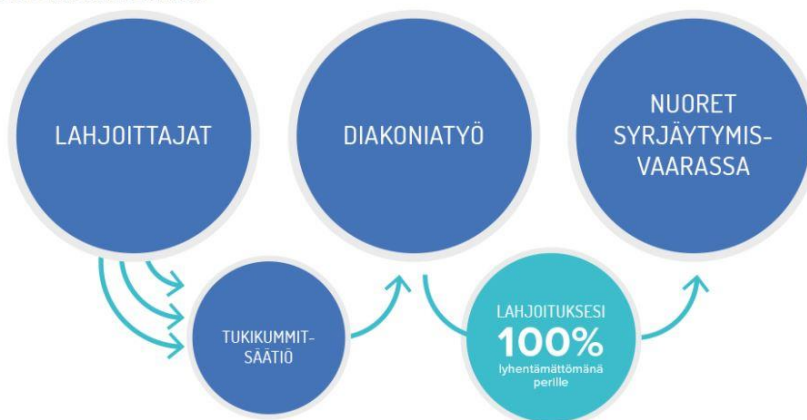 LAHJOITTAJAT
DIAKONIATYÖ
NUORET
SYRJÄYTYMIS-
VAARASSA
TUKIKUMMIT-
SÄÄTIÖ
LAHJOITUKSESI
100%
lyhentämättömänä
perille